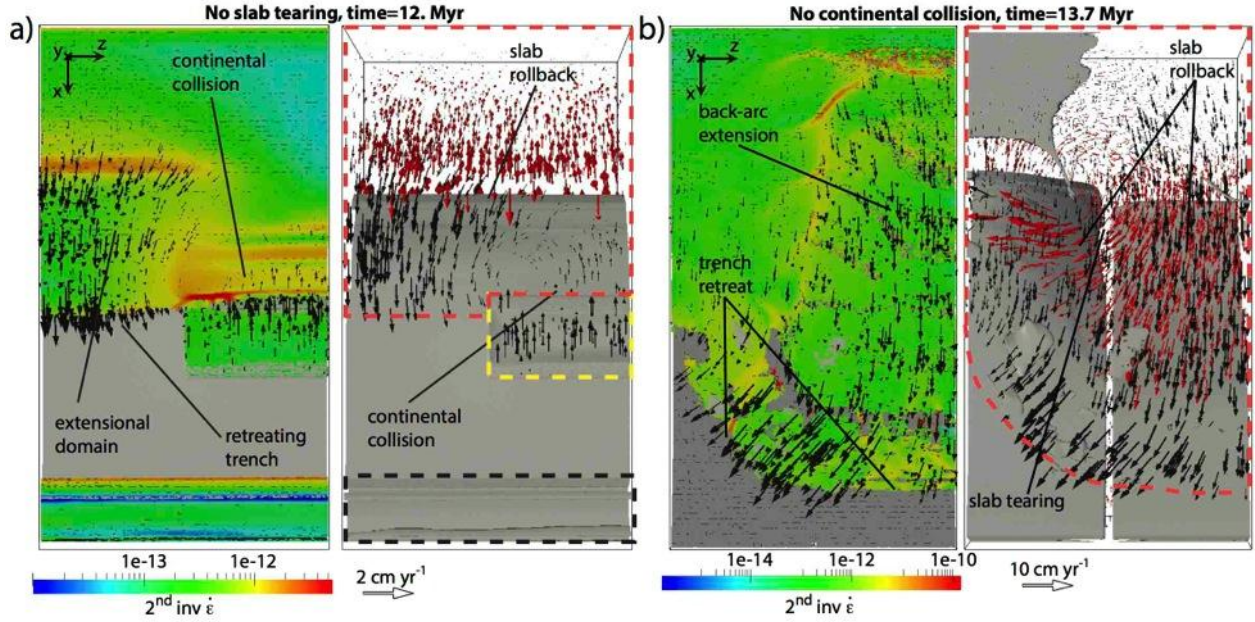 a)
No slab tearing, time=12. Myr
y
z
x
continental
collision
slab
rollback
extensional
domain
retreating
trench
continental
collision
1e-13
1e-12
2nd inv ε̇
2 cm yr-1
b)
No continental collision, time=13.7 Myr
y
z
x
back-arc
extension
slab
rollback
trench
retreat
slab tearing
1e-14
1e-12
1e-10
2nd inv ε̇
10 cm yr-1